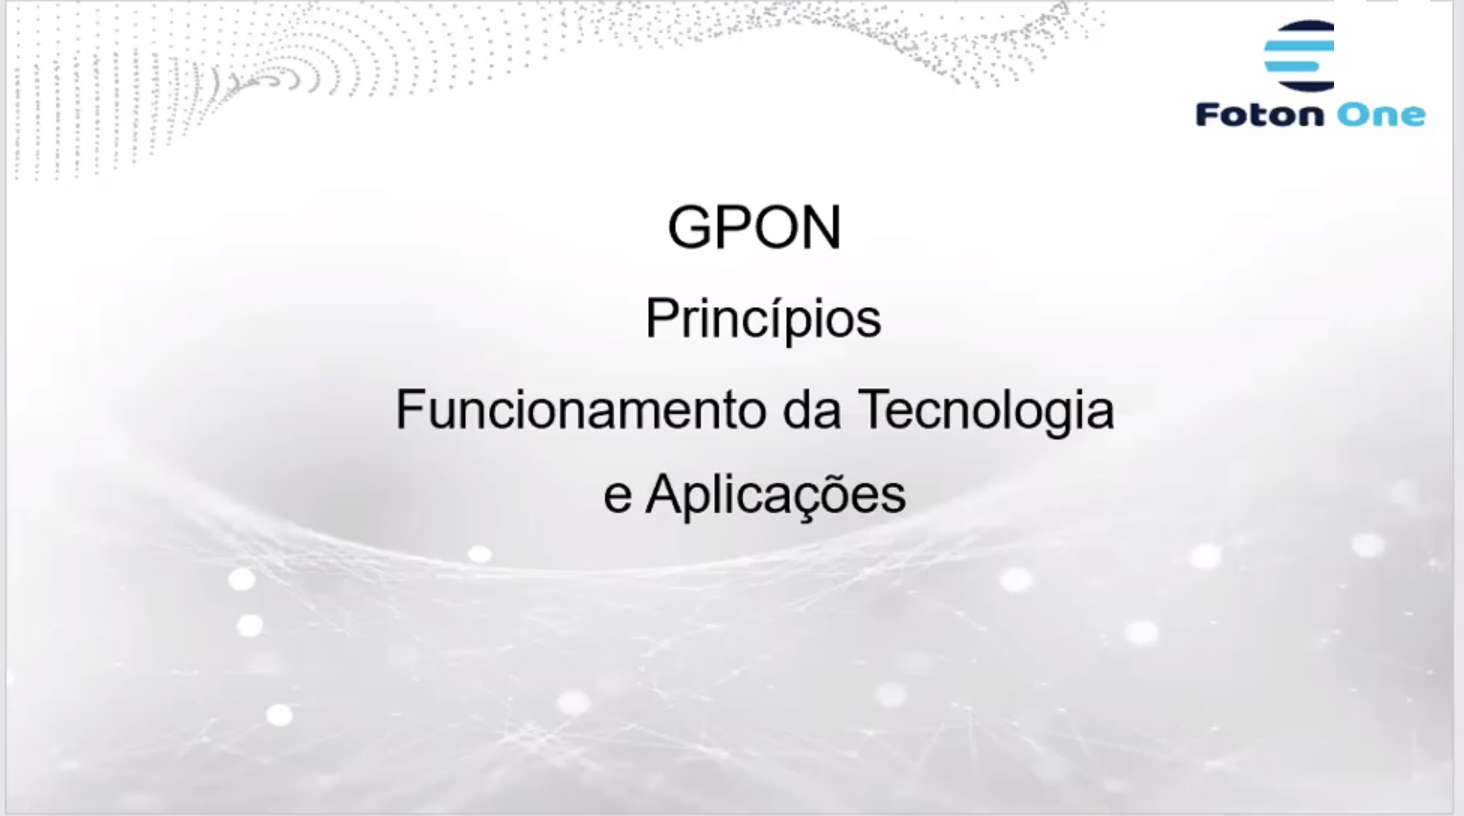 Foton One
GPON
Princípios
Funcionamento da Tecnologia
e Aplicações